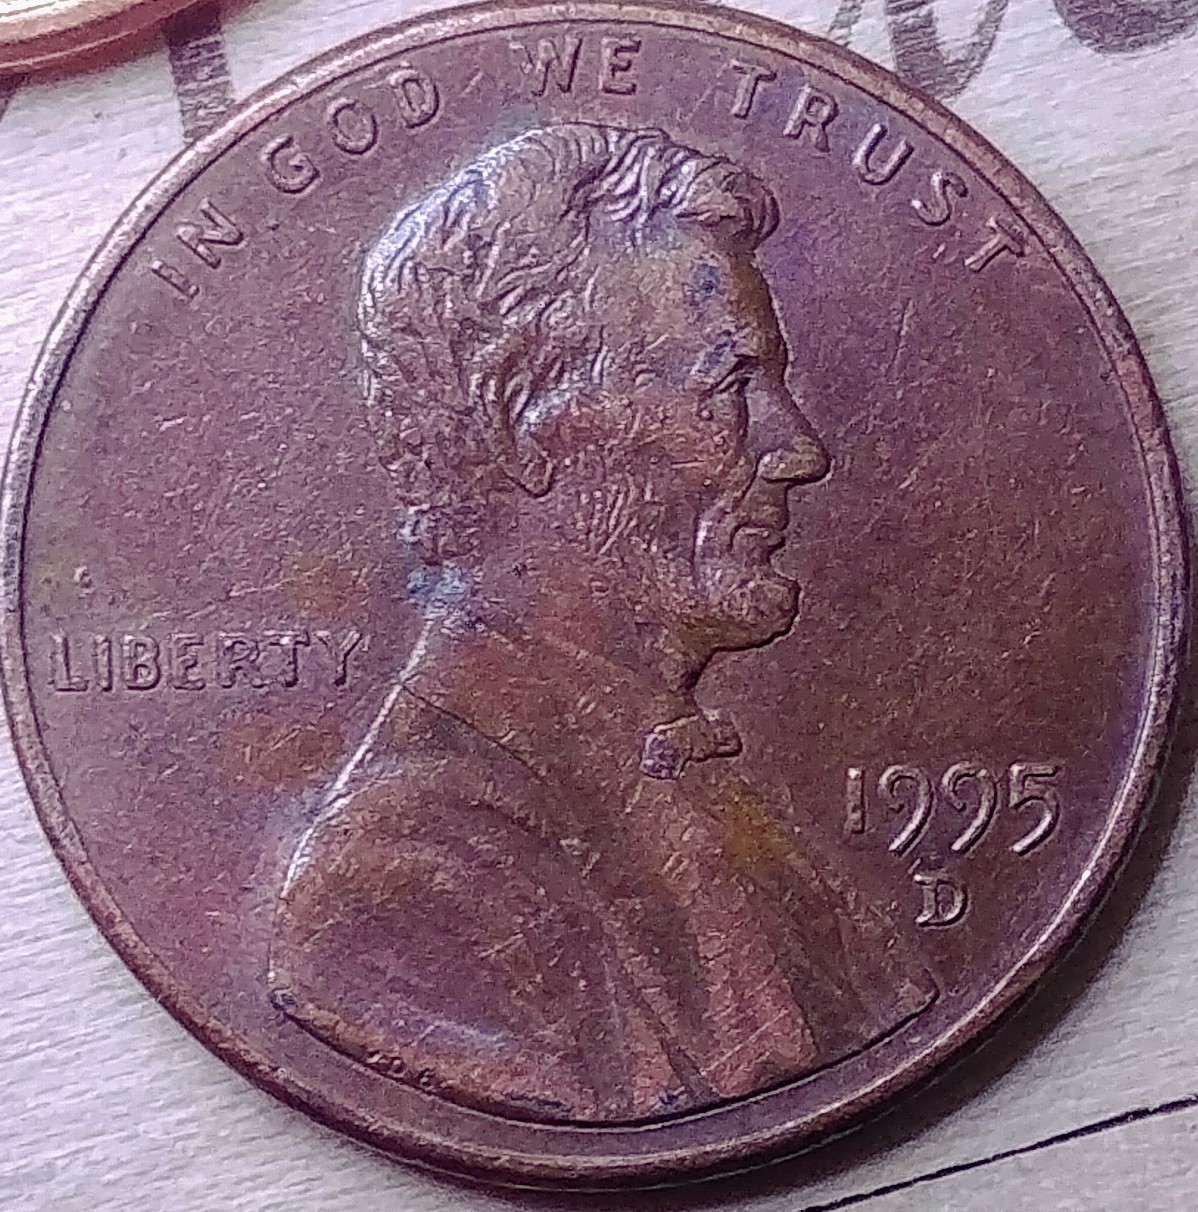 IN GOD WE TRUST
LIBERTY
1995
D